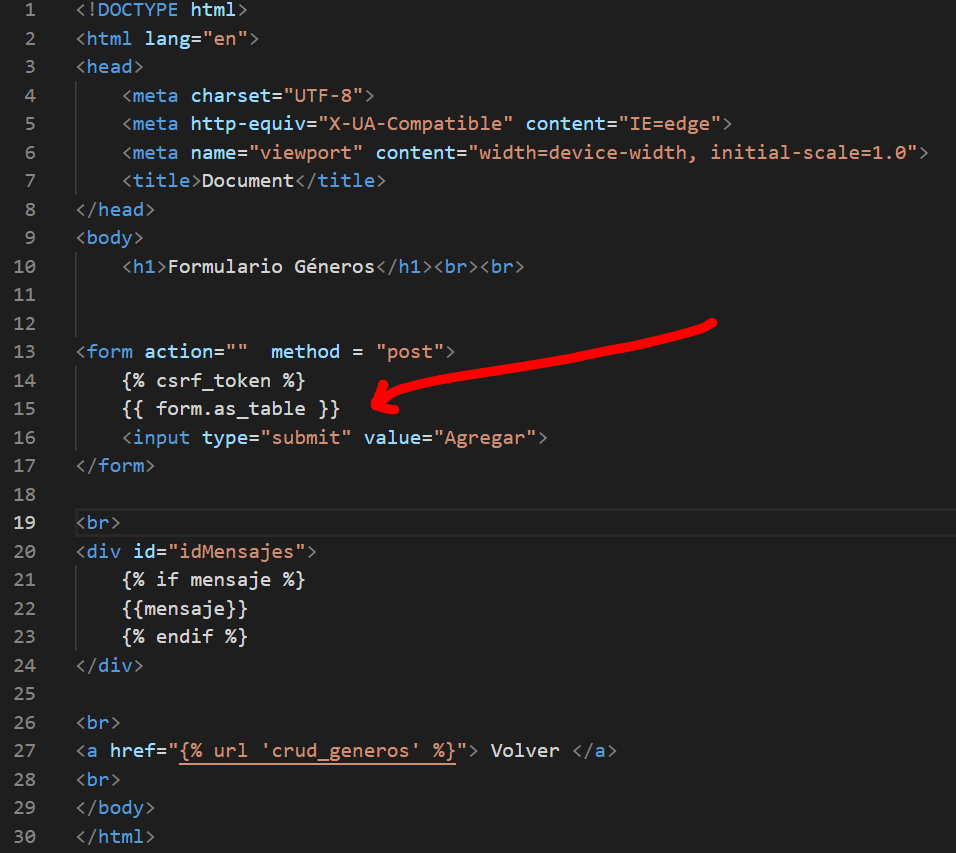 1 <!DOCTYPE html>
2 <html lang="en">
3 <head>
4     <meta charset="UTF-8">
5     <meta http-equiv="X-UA-Compatible" content="IE=edge">
6     <meta name="viewport" content="width=device-width, initial-scale=1.0">
7     <title>Document</title>
8 </head>
9 <body>
10     <h1>Formulario Géneros</h1><br><br>
11
12
13 <form action=""  method = "post">
14     {% csrf_token %}
15     {{ form.as_table }}
16     <input type="submit" value="Agregar">
17 </form>
18
19 <br>
20 <div id="idMensajes">
21     {% if mensaje %}
22     {{mensaje}}
23     {% endif %}
24 </div>
25
26 <br>
27 <a href="{% url 'crud_generos' %}"> Volver </a>
28 <br>
29 </body>
30 </html>